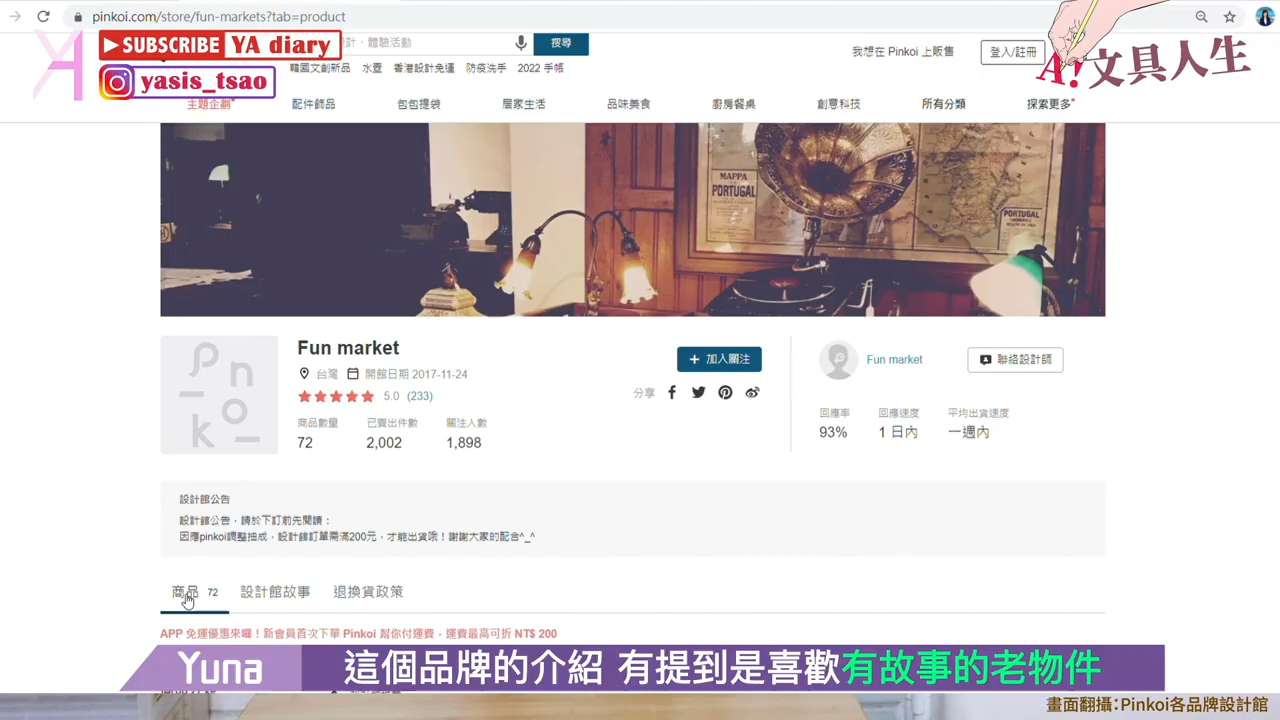 pinkoi.com/store/fun-markets?tab=product
YA
SUBSCRIBE YA diary
yasis_tsao
計、體驗活動
搜尋
我想在 Pinkoi 上販售
登入/註冊
A!文具人生
韓國文創新品 水壺 香港設計免運 防疫洗手 2022 手帳
主題企劃 配件飾品 包包提袋 居家生活 品味美食 廚房餐桌 創意科技 所有分類 探索更多
MAPPA
PORTUGAL
PORTUGAL
pinkoi
Fun market
台灣 開館日期 2017-11-24
5.0 (233)
商品數量 已賣出件數 關注人數
72 2,002 1,898
加入關注
分享
Fun market
聯絡設計師
回應率 回應速度 平均出貨速度
93% 1 日內 一週內
設計館公告
設計館公告，請於下訂前先閱讀：
因應pinkoi調整抽成，設計館訂單需滿200元，才能出貨哦！謝謝大家的配合^_^
商品 72 設計館故事 退換貨政策
APP 免運優惠來囉！新會員首次下單 Pinkoi 幫你付運費，運費最高可折 NT$ 200
Yuna
這個品牌的介紹 有提到是喜歡有故事的老物件
畫面翻攝:Pinkoi各品牌設計館